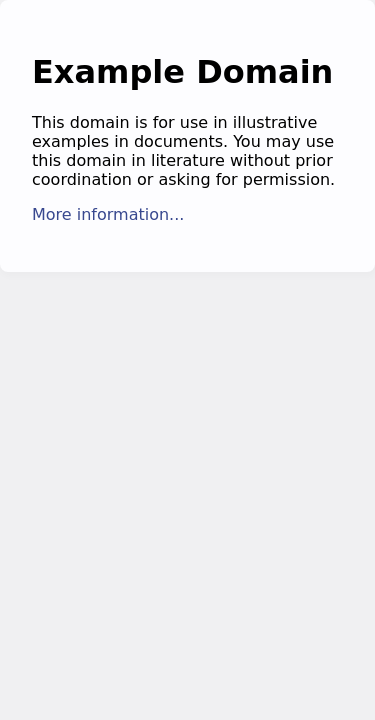 Example Domain
This domain is for use in illustrative
examples in documents. You may use
this domain in literature without prior
coordination or asking for permission.
More information...